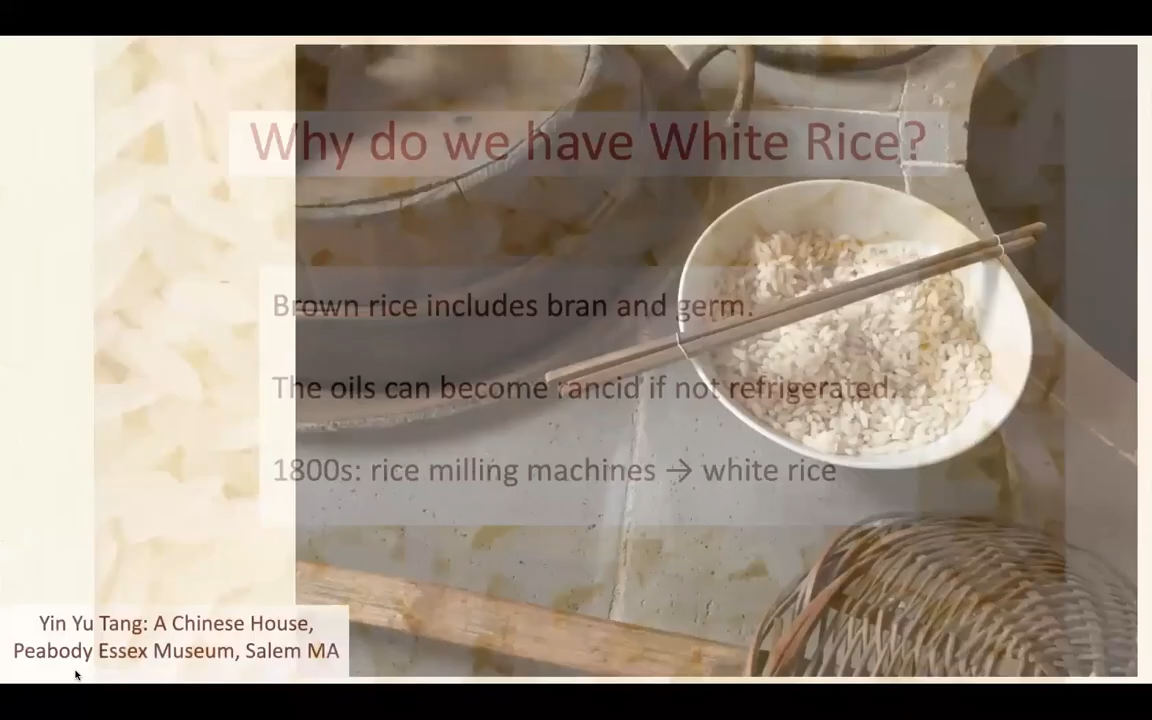 Why do we have White Rice?
Brown rice includes bran and germ.
The oils can become rancid if not refrigerated.
1800s: rice milling machines → white rice
Yin Yu Tang: A Chinese House,
Peabody Essex Museum, Salem MA